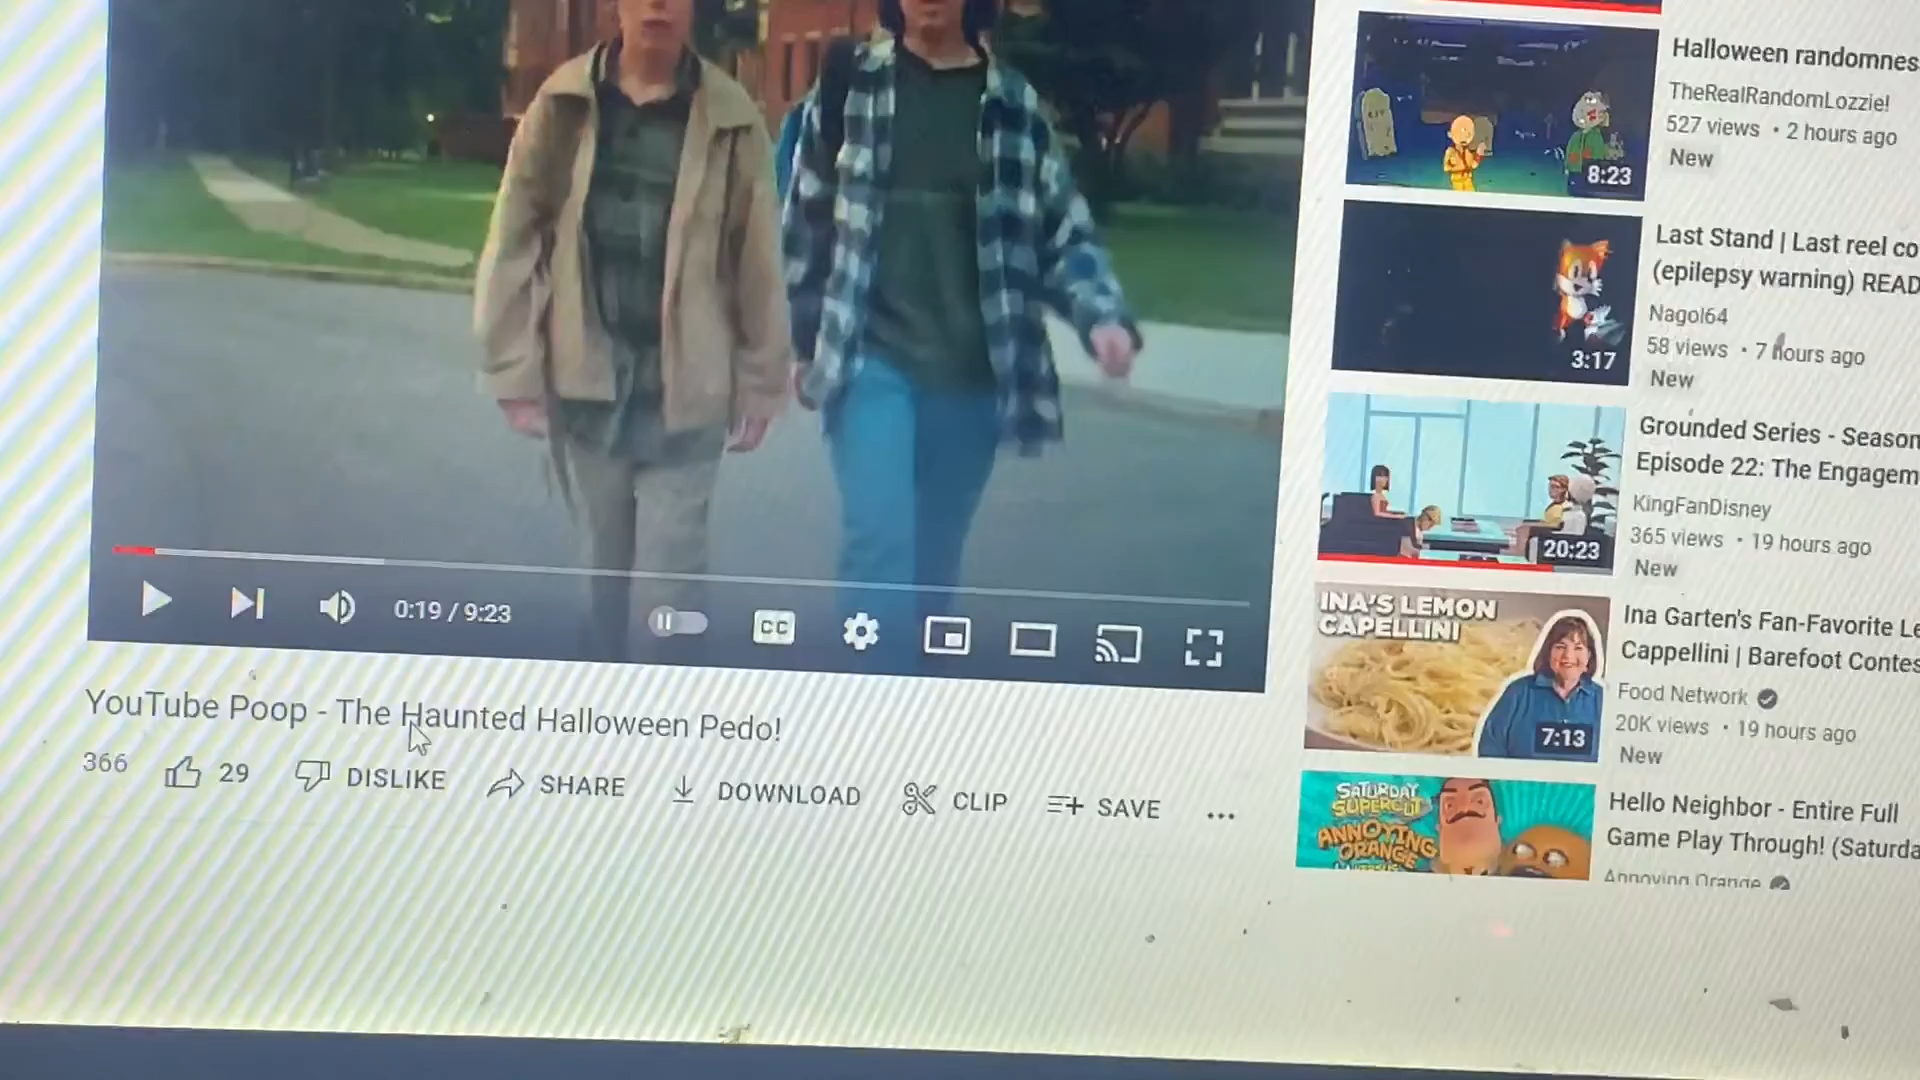 0:19 / 9:23
CC
YouTube Poop - The Haunted Halloween Pedo!
366
29
DISLIKE
SHARE
DOWNLOAD
CLIP
SAVE
8:23
Halloween randomnes
TheRealRandomLozzie!
527 views • 2 hours ago
New
3:17
Last Stand | Last reel co
(epilepsy warning) READ
Nagol64
58 views • 7 hours ago
New
20:23
Grounded Series - Season
Episode 22: The Engagem
KingFanDisney
365 views • 19 hours ago
New
INA'S LEMON
CAPELLINI
7:13
Ina Garten's Fan-Favorite Le
Cappellini | Barefoot Contes
Food Network
20K views • 19 hours ago
New
SATURDAY
SUPERCUT
ANNOYING
ORANGE
Hello Neighbor - Entire Full
Game Play Through! (Saturda
Annoying Orange